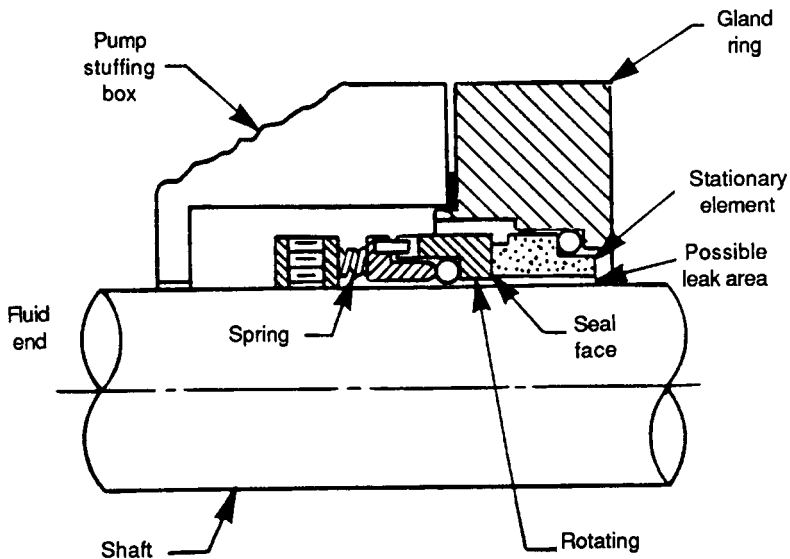 Pump
stuffing
box
Gland
ring
Stationary
element
Possible
leak area
Fluid
end
Spring
Seal
face
Shaft
Rotating